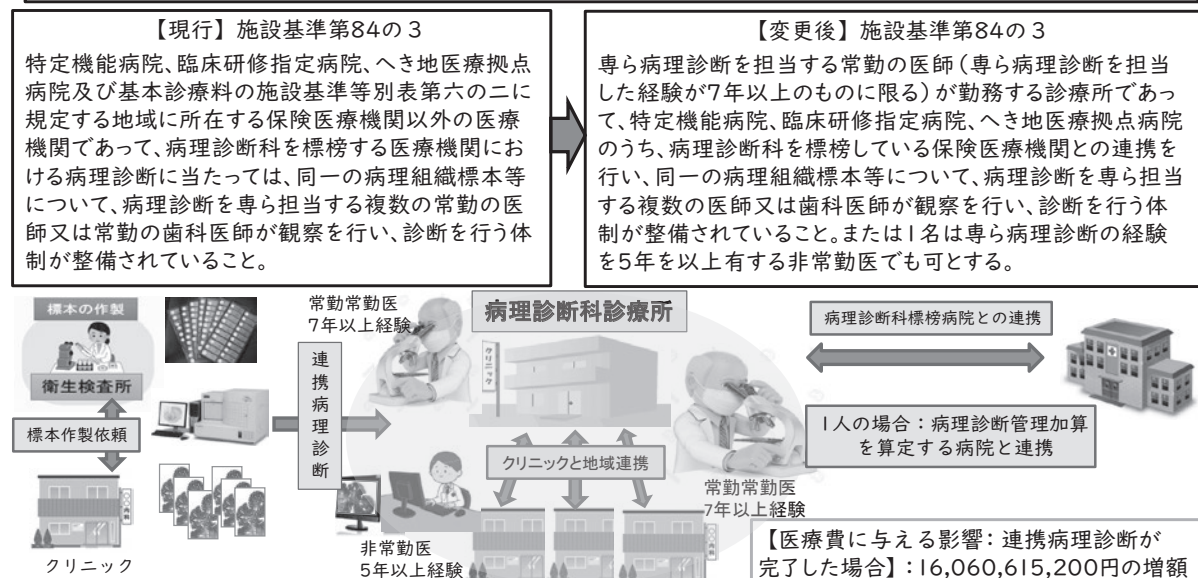 【現行】施設基準第84の3
特定機能病院、臨床研修指定病院、へき地医療拠点
病院及び基本診療料の施設基準等別表第六の二に
規定する地域に所在する保険医療機関以外の医療
機関であって、病理診断科を標榜する医療機関にお
ける病理診断に当たっては、同一の病理組織標本等
について、病理診断を専ら担当する複数の常勤の医
師又は常勤の歯科医師が観察を行い、診断を行う体
制が整備されていること。
【変更後】施設基準第84の3
専ら病理診断を担当する常勤の医師(専ら病理診断を担当
した経験が7年以上のものに限る)が勤務する診療所であっ
て、特定機能病院、臨床研修指定病院、へき地医療拠点病院
のうち、病理診断科を標榜している保険医療機関との連携を
行い、同一の病理組織標本等について、病理診断を専ら担当
する複数の医師又は歯科医師が観察を行い、診断を行う体
制が整備されていること。または1名は専ら病理診断の経験
を5年を以上有する非常勤医でも可とする。
標本の作製
衛生検査所
標本作製依頼
クリニック
連携病理診断
常勤常勤医
7年以上経験
病理診断科診療所
クリニック
クリニックと地域連携
非常勤医
5年以上経験
常勤常勤医
7年以上経験
病理診断科標榜病院との連携
1人の場合:病理診断管理加算
を算定する病院と連携
【医療費に与える影響:連携病理診断が
完了した場合】:16,060,615,200円の増額